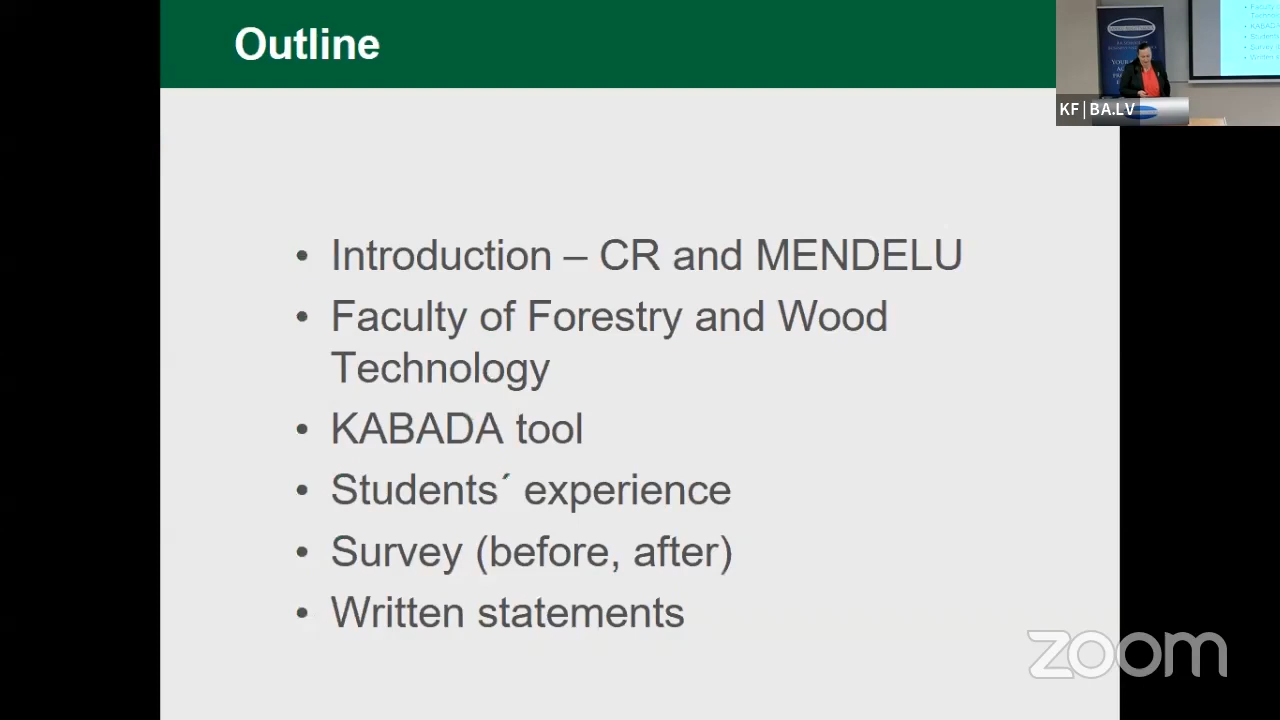 Outline
• Introduction – CR and MENDELU
• Faculty of Forestry and Wood
Technology
• KABADA tool
• Students´ experience
• Survey (before, after)
• Written statements
KF|BA.LV
zoom